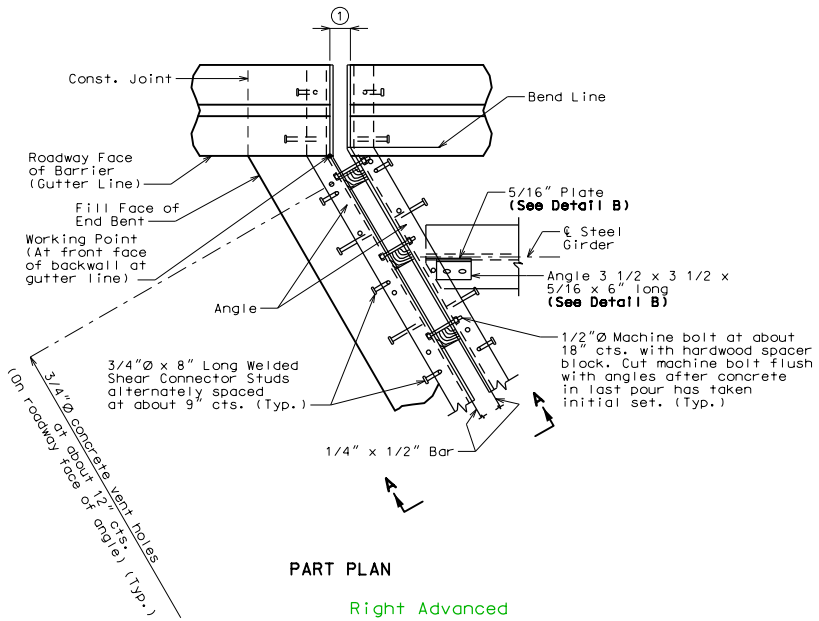 1
Const. Joint
Bend Line
Roadway Face
of Barrier
(Gutter Line)
5/16" Plate
(See Detail B)
Fill Face of
End Bent
℄ Steel
Girder
Working Point
(At front face
of backwall at
gutter line)
Angle 3 1/2 x 3 1/2 x
5/16 x 6" long
(See Detail B)
Angle
1/2"Ø Machine bolt at about
18" cts. with hardwood spacer
block. Cut machine bolt flush
with angles after concrete
in last pour has taken
initial set. (Typ.)
3/4"Ø x 8" Long Welded
Shear Connector Studs
alternately spaced
at about 9" cts. (Typ.)
3/4"Ø concrete vent holes
at about 12" cts.
(On roadway face of angle) (Typ.)
1/4" x 1/2" Bar
A
A
PART PLAN
Right Advanced